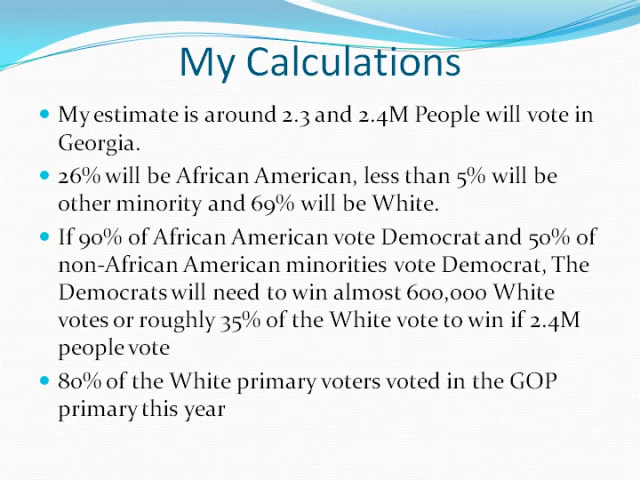 My Calculations
My estimate is around 2.3 and 2.4M People will vote in
Georgia.
26% will be African American, less than 5% will be
other minority and 69% will be White.
If 90% of African American vote Democrat and 50% of
non-African American minorities vote Democrat, The
Democrats will need to win almost 600,000 White
votes or roughly 35% of the White vote to win if 2.4M
people vote
80% of the White primary voters voted in the GOP
primary this year